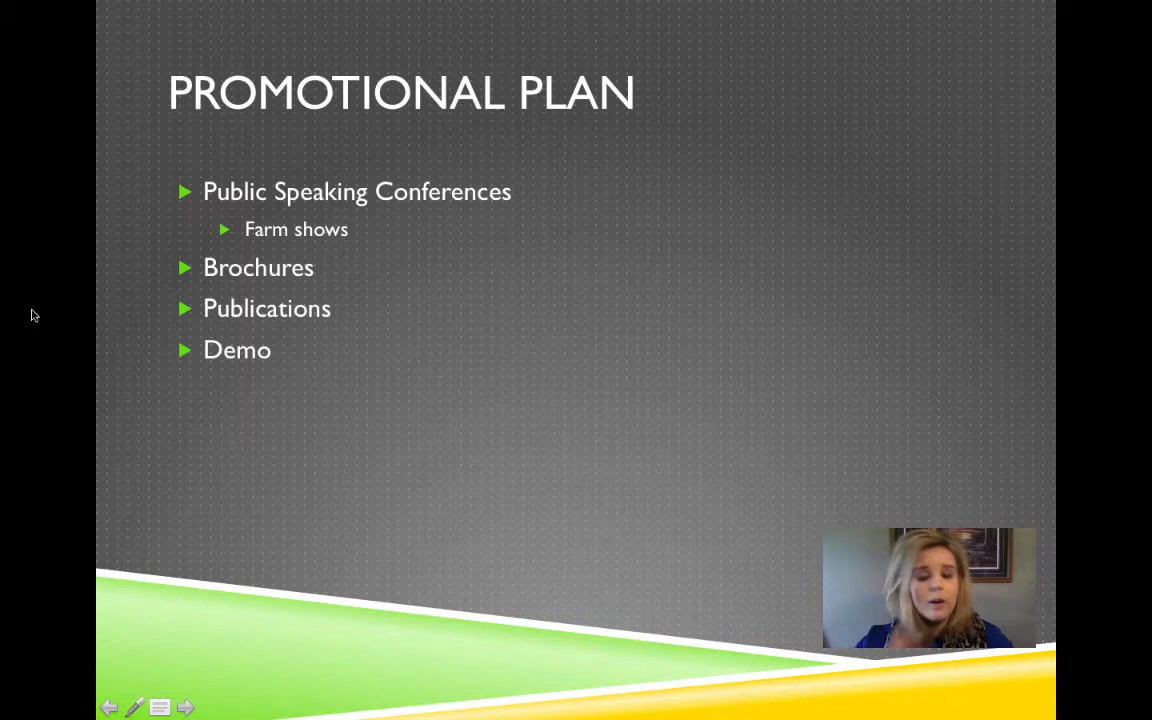 PROMOTIONAL PLAN
Public Speaking Conferences
Farm shows
Brochures
Publications
Demo